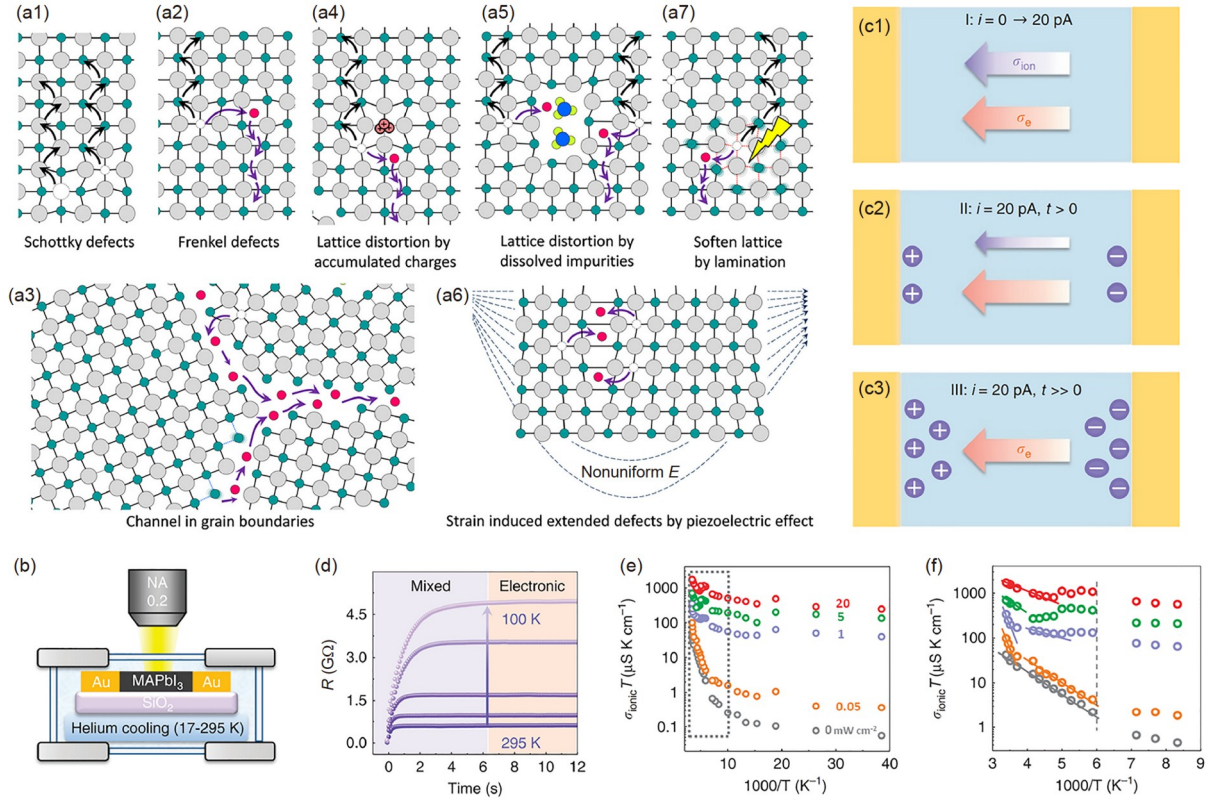 (a1)
(a2)
(a4)
(a5)
(a7)
Schottky defects
Frenkel defects
Lattice distortion by
accumulated charges
Lattice distortion by
dissolved impurities
Soften lattice
by lamination
(a3)
Channel in grain boundaries
(a6)
Nonuniform E
Strain induced extended defects by piezoelectric effect
(c1)
I: i = 0 → 20 pA
σion
σe
(c2)
II: i = 20 pA, t > 0
+
−
+
−
(c3)
III: i = 20 pA, t >> 0
+
−
+
−
+
−
σe
+
−
+
−
(b)
NA
0.2
Au
MAPbI3
Au
SiO2
Helium cooling (17-295 K)
(d)
Mixed
Electronic
4.5
3.0
1.5
0.0
R (GΩ)
100 K
295 K
0 2 4 6 8 10 12
Time (s)
(e)
1000
100
10
1
0.1
σionicT (μS K cm−1)
20
5
1
0.05
0 mW cm−2
10 20 30 40
1000/T (K−1)
(f)
1000
100
10
1
σionicT (μS K cm−1)
3 4 5 6 7 8 9
1000/T (K−1)